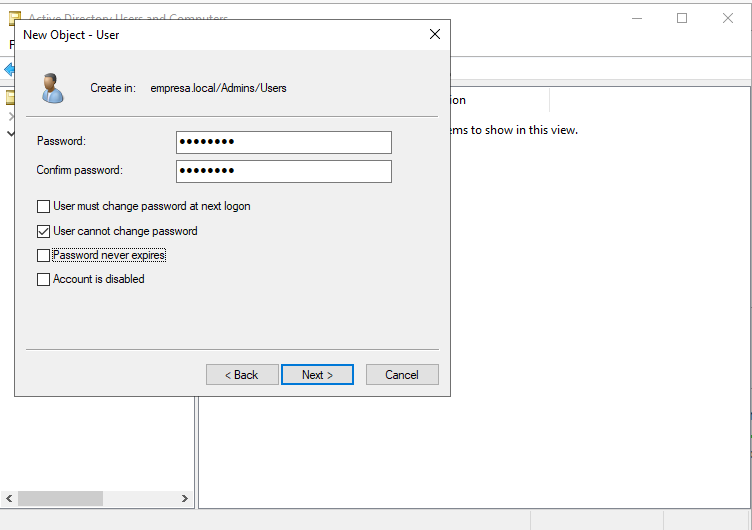 Active Directory Users and Computers
New Object - User
Create in: empresa.local/Admins/Users
ion
ems to show in this view.
Password:
Confirm password:
User must change password at next logon
User cannot change password
Password never expires
Account is disabled
< Back
Next >
Cancel